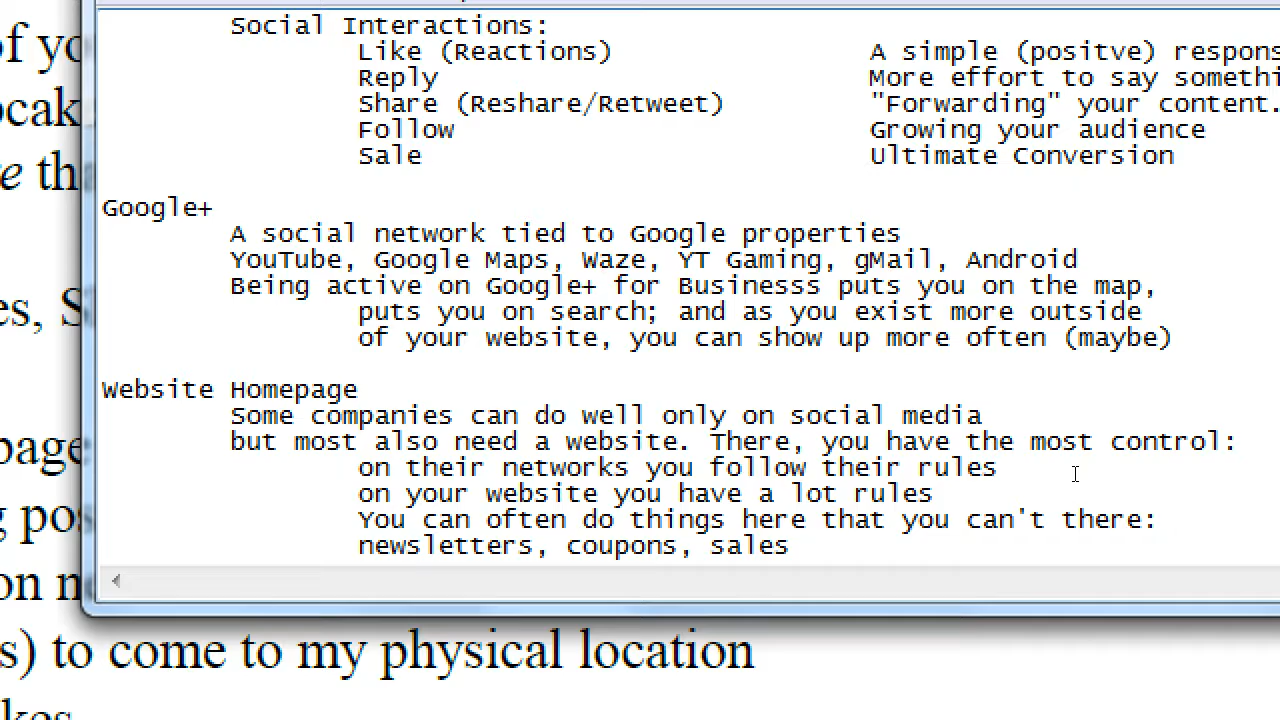 Social Interactions:
Like (Reactions) A simple (positve) respons
Reply More effort to say somethi
Share (Reshare/Retweet) "Forwarding" your content.
Follow Growing your audience
Sale Ultimate Conversion
Google+
A social network tied to Google properties
YouTube, Google Maps, Waze, YT Gaming, gMail, Android
Being active on Google+ for Businesss puts you on the map,
puts you on search; and as you exist more outside
of your website, you can show up more often (maybe)
Website Homepage
Some companies can do well only on social media
but most also need a website. There, you have the most control:
on their networks you follow their rules
on your website you have a lot rules
You can often do things here that you can't there:
newsletters, coupons, sales
s) to come to my physical location